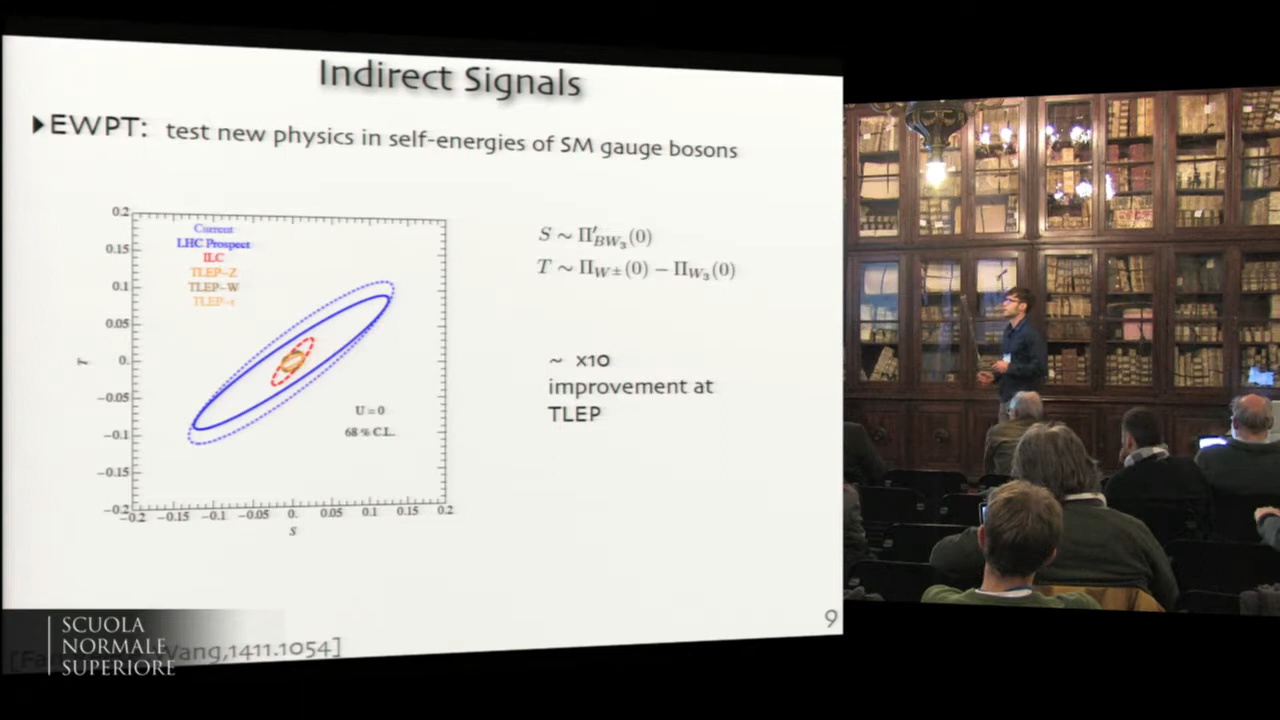 Indirect Signals
EWPT: test new physics in self-energies of SM gauge bosons
0.2
0.15
0.1
0.05
0.
−0.05
−0.1
−0.15
−0.2
T
Current
LHC Prospect
ILC
TLEP−Z
TLEP−W
TLEP−t
U = 0
68 % C.L.
−0.2 −0.15 −0.1 −0.05 0. 0.05 0.1 0.15 0.2
S
S ∼ Π′BW₃(0)
T ∼ ΠW±(0) − ΠW₃(0)
~ x10
improvement at
TLEP
9
Wang,1411.1054]
SCUOLA
NORMALE
SUPERIORE